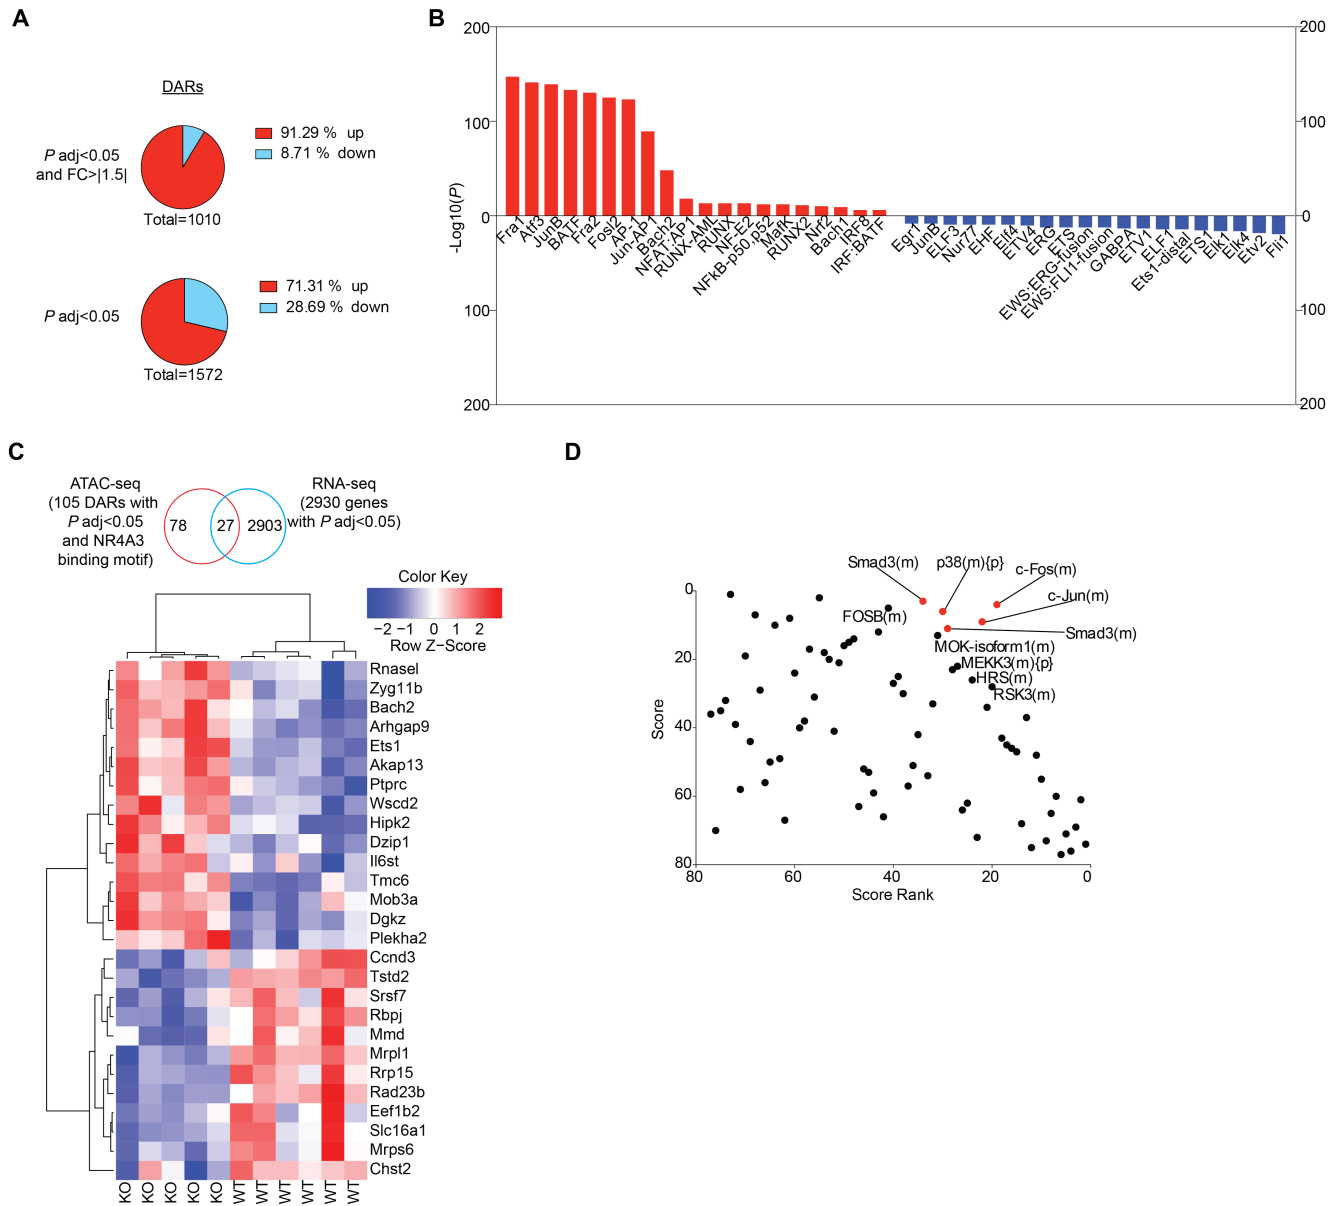 A
DARs
P adj<0.05
and FC>|1.5|
91.29 % up
8.71 % down
Total=1010
P adj<0.05
71.31 % up
28.69 % down
Total=1572
B
-Log10(P)
200
100
0
100
200
200
100
0
100
200
Fra1
Atf3
JunB
BATF
Fra2
Fosl2
AP-1
Jun-AP1
Bach2
NFAT:AP1
RUNX-AML
RUNX
NF-E2
NFkB-p50,p52
MafK
RUNX2
Nrf2
Bach1
IRF8
IRF:BATF
Egr1
JunB
ELF3
Nur77
EHF
Elf4
ETV4
ERG
ETS
EWS:ERG-fusion
EWS:FLI1-fusion
GABPA
ETV1
ELF1
Ets1-distal
ETS1
Elk1
Elk4
Etv2
Fli1
C
ATAC-seq
(105 DARs with
P adj<0.05
and NR4A3
binding motif)
78
27
2903
RNA-seq
(2930 genes
with P adj<0.05)
Color Key
−2 −1 0 1 2
Row Z−Score
Rnasel
Zyg11b
Bach2
Arhgap9
Ets1
Akap13
Ptprc
Wscd2
Hipk2
Dzip1
Il6st
Tmc6
Mob3a
Dgkz
Plekha2
Ccnd3
Tstd2
Srsf7
Rbpj
Mmd
Mrpl1
Rrp15
Rad23b
Eef1b2
Slc16a1
Mrps6
Chst2
KO
KO
KO
KO
KO
WT
WT
WT
WT
WT
WT
D
Score
0
20
40
60
80
80 60 40 20 0
Score Rank
Smad3(m)
p38(m){p}
c-Fos(m)
c-Jun(m)
FOSB(m)
Smad3(m)
MOK-isoform1(m)
MEKK3(m){p}
HRS(m)
RSK3(m)